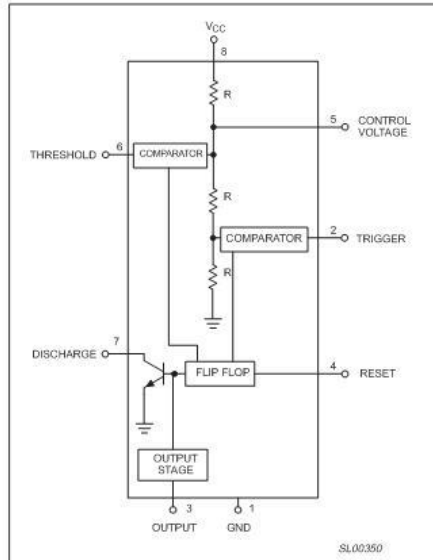 VCC
8
R
5
CONTROL
VOLTAGE
6
THRESHOLD
COMPARATOR
R
2
COMPARATOR
TRIGGER
R
7
DISCHARGE
4
FLIP FLOP
RESET
OUTPUT
STAGE
3
1
OUTPUT
GND
SL00350